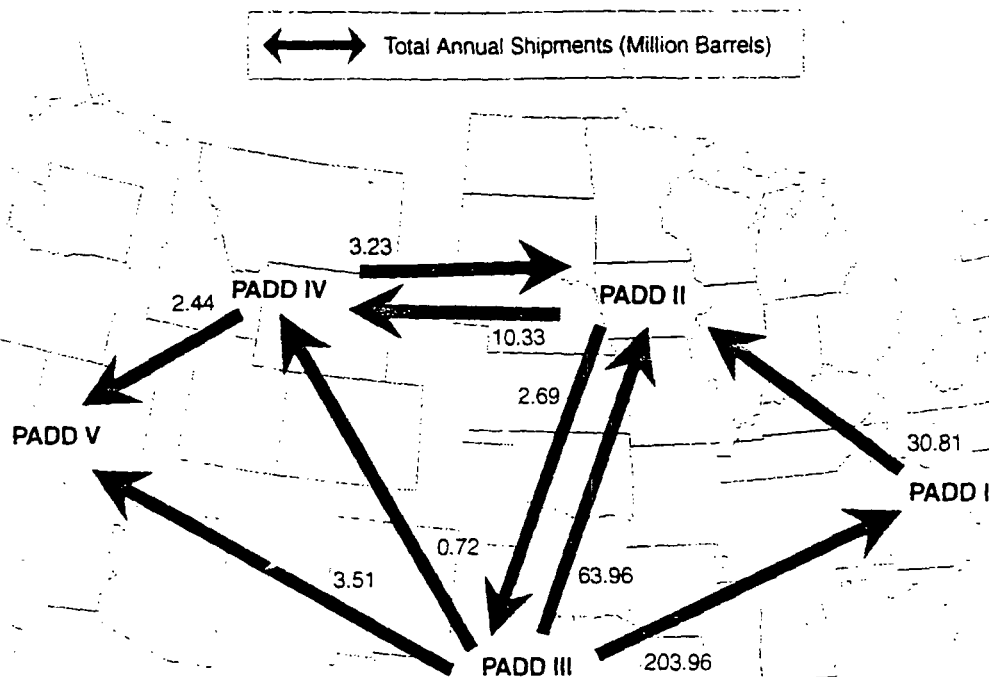 Total Annual Shipments (Million Barrels)
3.23
PADD IV
PADD II
2.44
10.33
2.69
PADD V
30.81
PADD I
0.72
63.96
3.51
PADD III
203.96